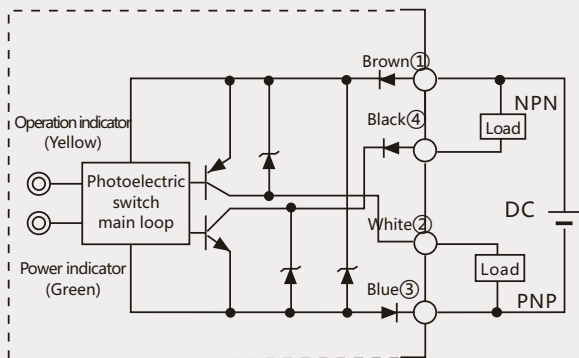 Brown①
NPN
Load
Black④
Operation indicator
(Yellow)
Photoelectric
switch
main loop
DC
White②
Load
Power indicator
(Green)
Blue③
PNP